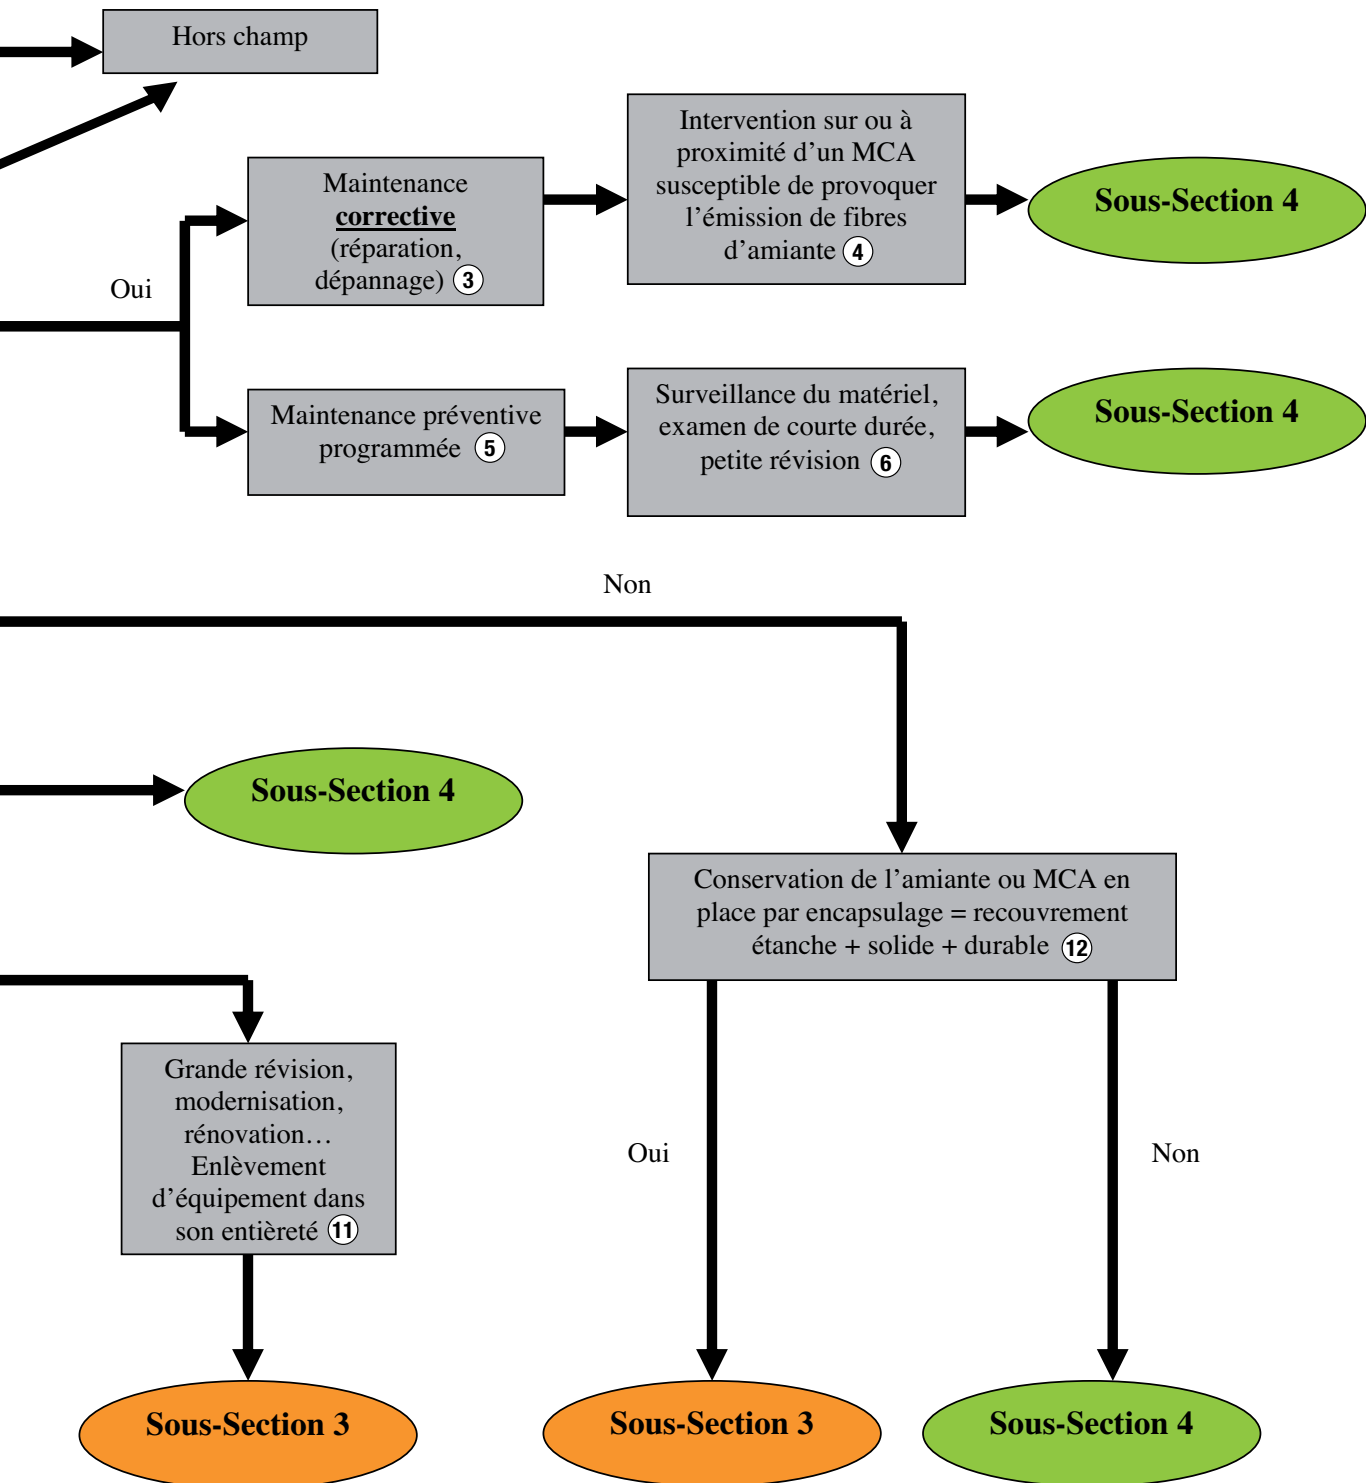 Hors champ
Intervention sur ou à
proximité d’un MCA
susceptible de provoquer
l’émission de fibres
d’amiante 4
Sous-Section 4
Maintenance
corrective
(réparation,
dépannage) 3
Oui
Maintenance préventive
programmée 5
Surveillance du matériel,
examen de courte durée,
petite révision 6
Sous-Section 4
Non
Sous-Section 4
Conservation de l’amiante ou MCA en
place par encapsulage = recouvrement
étanche + solide + durable 12
Grande révision,
modernisation,
rénovation…
Enlèvement
d’équipement dans
son entièreté 11
Oui
Non
Sous-Section 3
Sous-Section 3
Sous-Section 4